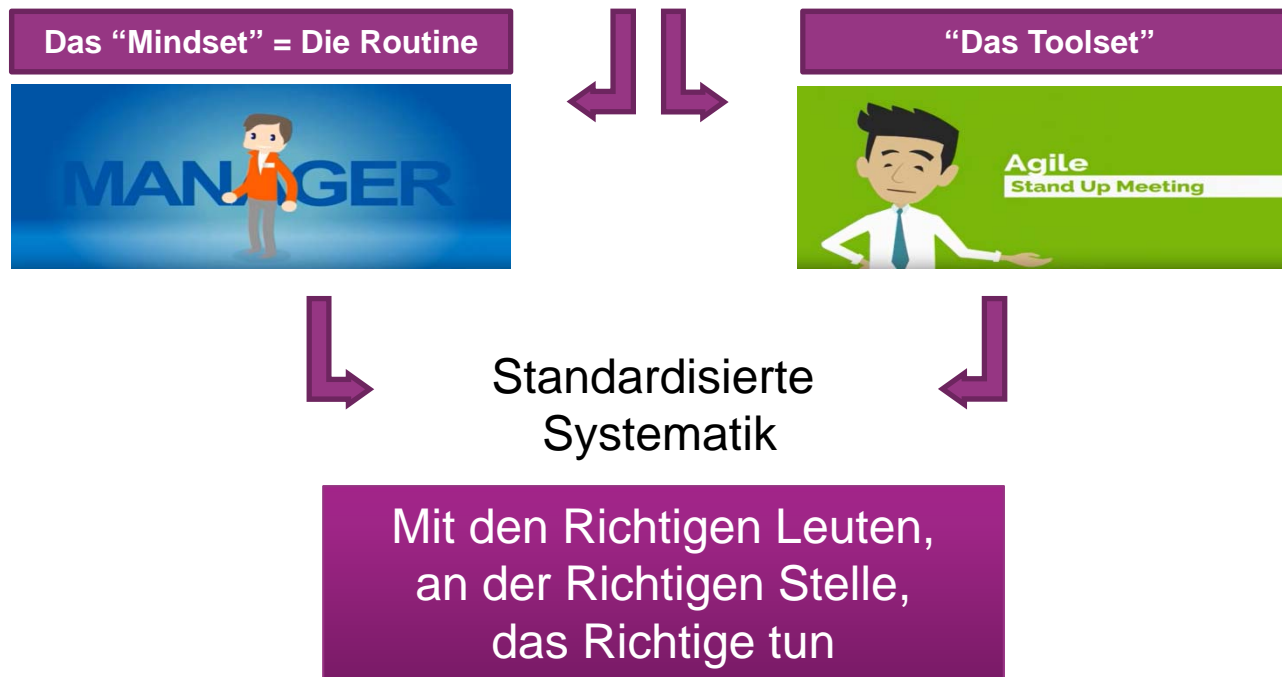 Das “Mindset” = Die Routine
“Das Toolset”
MANAGER
Agile
Stand Up Meeting
Standardisierte
Systematik
Mit den Richtigen Leuten,
an der Richtigen Stelle,
das Richtige tun